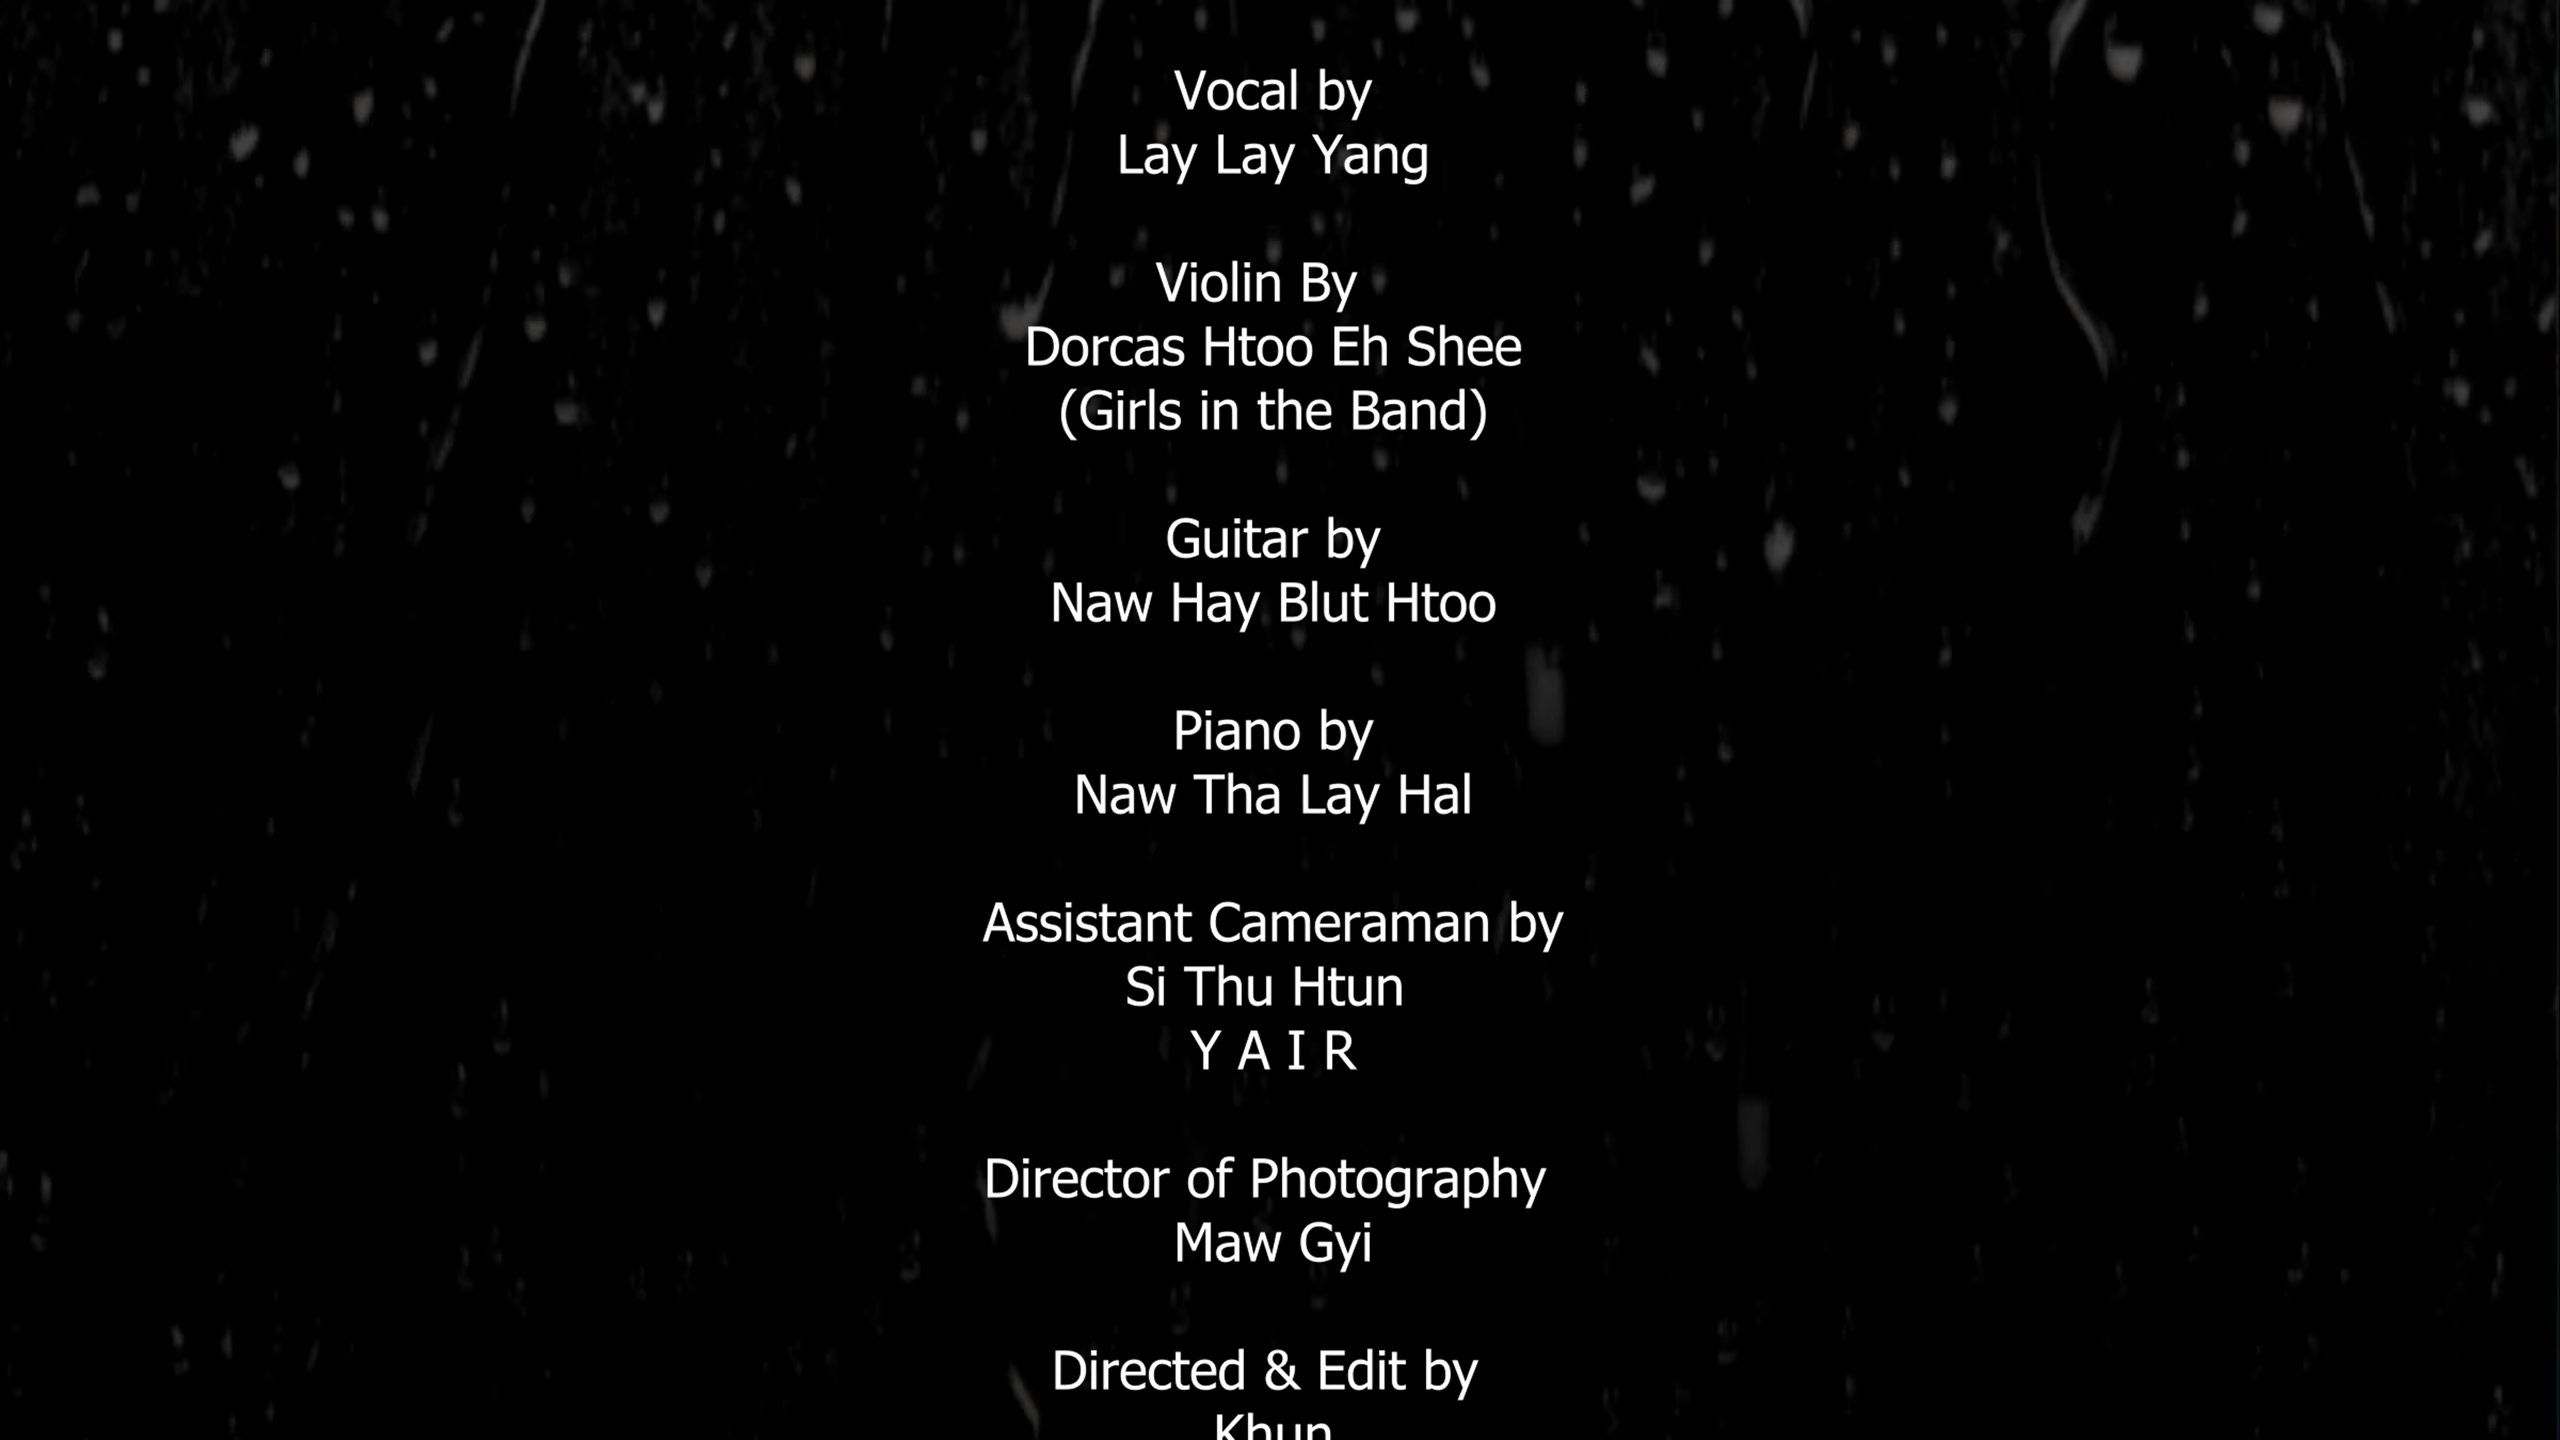 Vocal by
Lay Lay Yang
Violin By
Dorcas Htoo Eh Shee
(Girls in the Band)
Guitar by
Naw Hay Blut Htoo
Piano by
Naw Tha Lay Hal
Assistant Cameraman by
Si Thu Htun
Y A I R
Director of Photography
Maw Gyi
Directed & Edit by
Khun